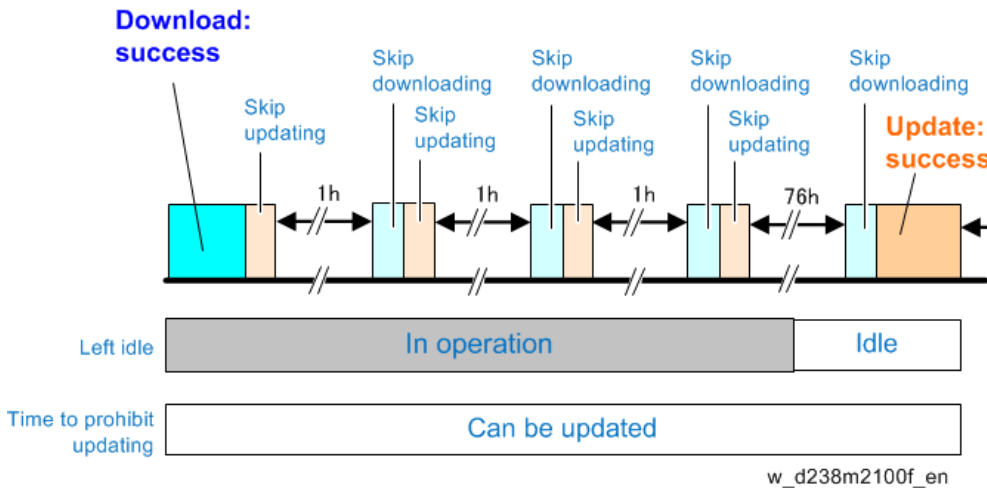 Download:
success
Skip
updating
Skip
downloading
Skip
updating
Skip
downloading
Skip
updating
Skip
downloading
Skip
updating
Skip
downloading
Update:
success
1h
1h
1h
76h
Left idle
In operation
Idle
Time to prohibit
updating
Can be updated
w_d238m2100f_en